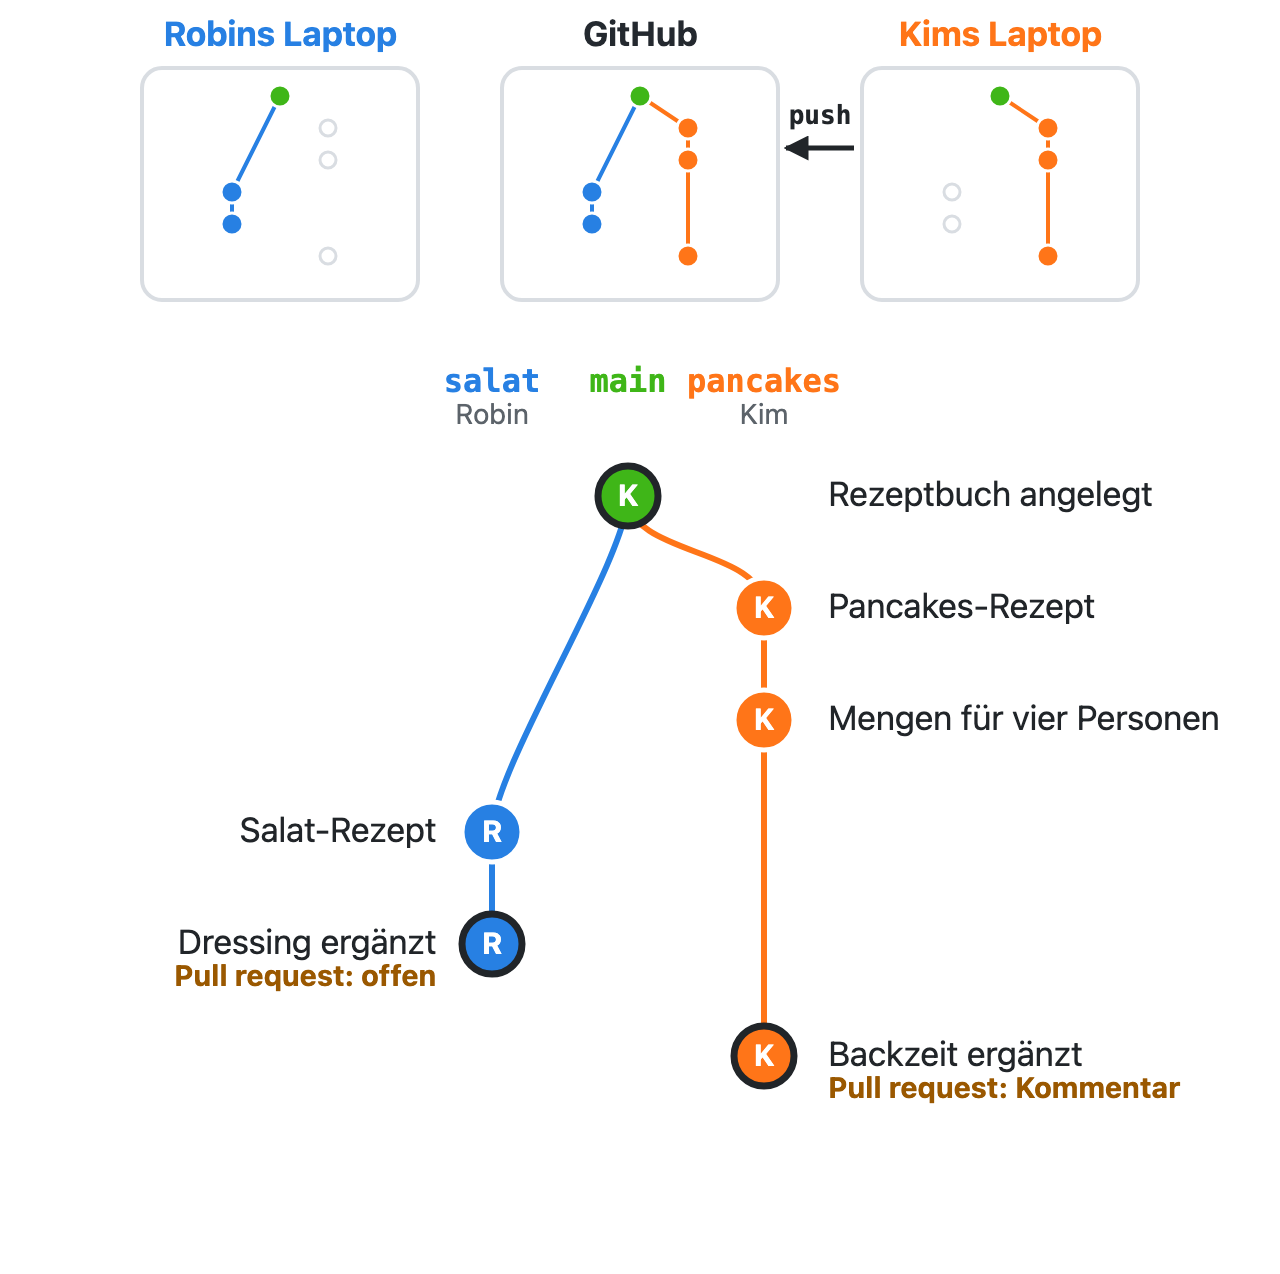 Robins Laptop
GitHub
Kims Laptop
push
salat
main
pancakes
Robin
Kim
K
Rezeptbuch angelegt
K
Pancakes-Rezept
K
Mengen für vier Personen
Salat-Rezept
R
Dressing ergänzt
R
Pull request: offen
K
Backzeit ergänzt
Pull request: Kommentar